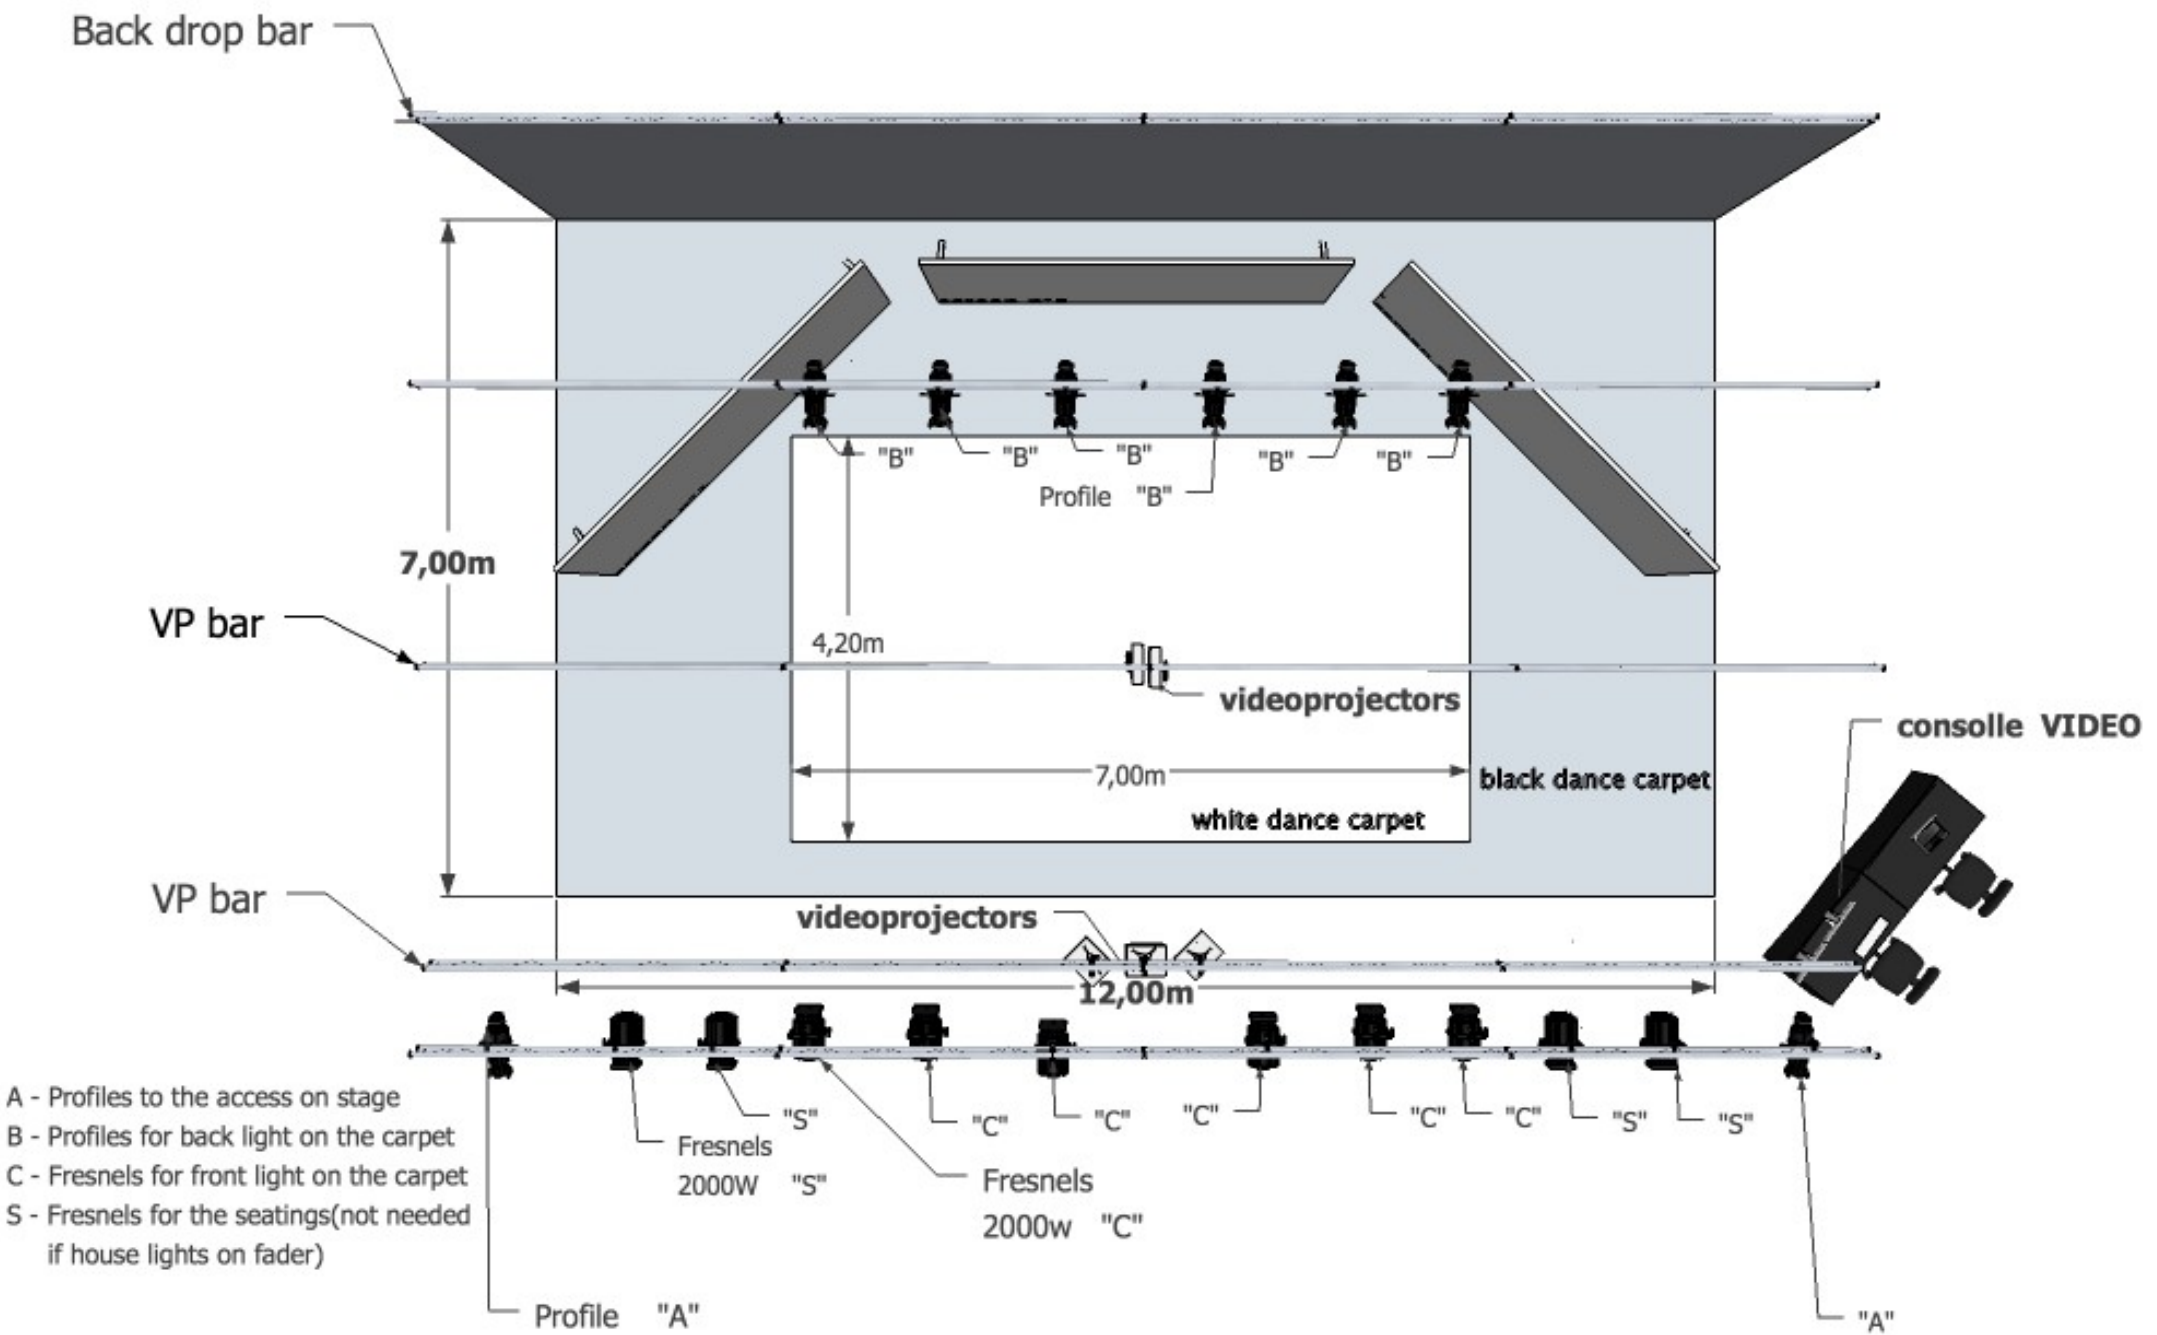 Back drop bar
"B"
"B"
"B"
"B"
"B"
Profile "B"
7,00m
VP bar
4,20m
videoprojectors
consolle VIDEO
7,00m
black dance carpet
white dance carpet
VP bar
videoprojectors
12,00m
A - Profiles to the access on stage
B - Profiles for back light on the carpet
C - Fresnels for front light on the carpet
S - Fresnels for the seatings(not needed
if house lights on fader)
"S"
"C"
"C"
"C"
"C"
"C"
"S"
"S"
Fresnels
2000W "S"
Fresnels
2000w "C"
Profile "A"
"A"